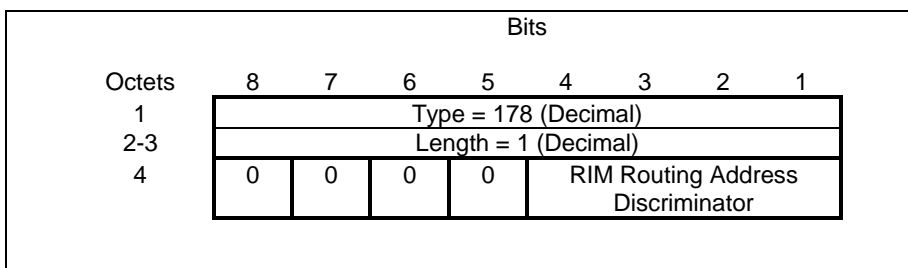 Bits
Octets 8 7 6 5 4 3 2 1
1 Type = 178 (Decimal)
2-3 Length = 1 (Decimal)
4 0 0 0 0 RIM Routing Address
Discriminator